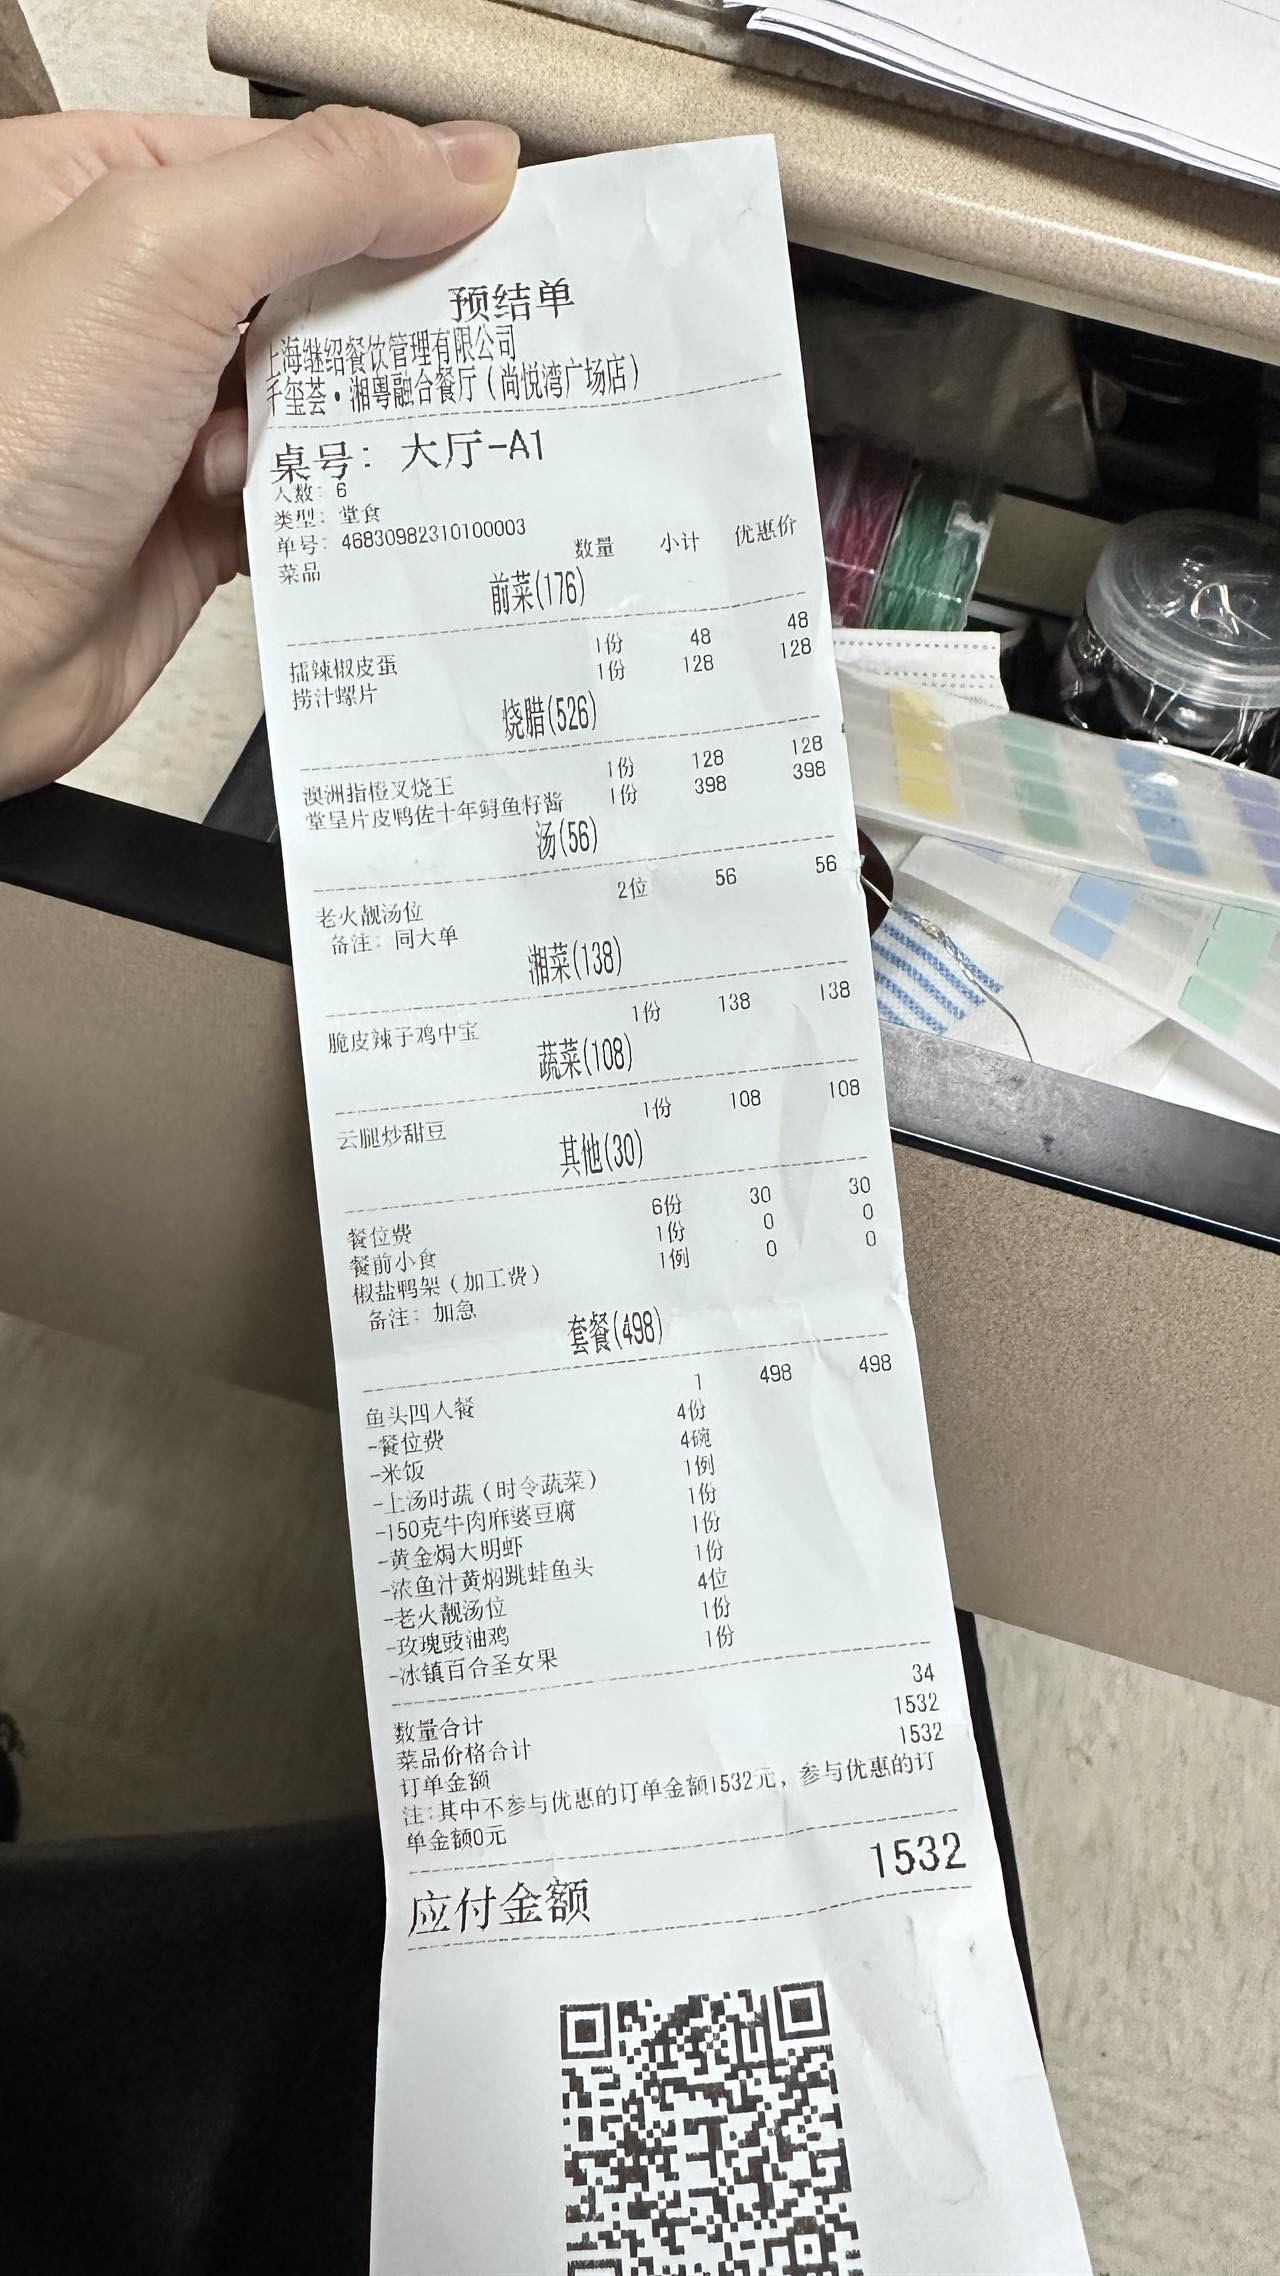 预结单
上海继绍餐饮管理有限公司
千玺荟·湘粤融合餐厅(尚悦湾广场店)
桌号: 大厅-A1
人数: 6
类型: 堂食
单号: 46830982310100003
菜品 数量 小计 优惠价
前菜(176)
擂辣椒皮蛋 1份 48 48
捞汁螺片 1份 128 128
烧腊(526)
澳洲指橙叉烧王 1份 128 128
堂呈片皮鸭佐十年鲟鱼籽酱 1份 398 398
汤(56)
老火靓汤位 2位 56 56
备注: 同大单
湘菜(138)
脆皮辣子鸡中宝 1份 138 138
蔬菜(108)
云腿炒甜豆 1份 108 108
其他(30)
餐位费 6份 30 30
餐前小食 1份 0 0
椒盐鸭架(加工费) 1例 0 0
备注: 加急
套餐(498)
鱼头四人餐 1 498 498
-餐位费 4份
-米饭 4碗
-上汤时蔬(时令蔬菜) 1例
-150克牛肉麻婆豆腐 1份
-黄金焗大明虾 1份
-浓鱼汁黄焖跳蛙鱼头 1份
-老火靓汤位 4位
-玫瑰豉油鸡 1份
-冰镇百合圣女果 1份
数量合计 34
菜品价格合计 1532
订单金额 1532
注:其中不参与优惠的订单金额1532元, 参与优惠的订
单金额0元
应付金额 1532